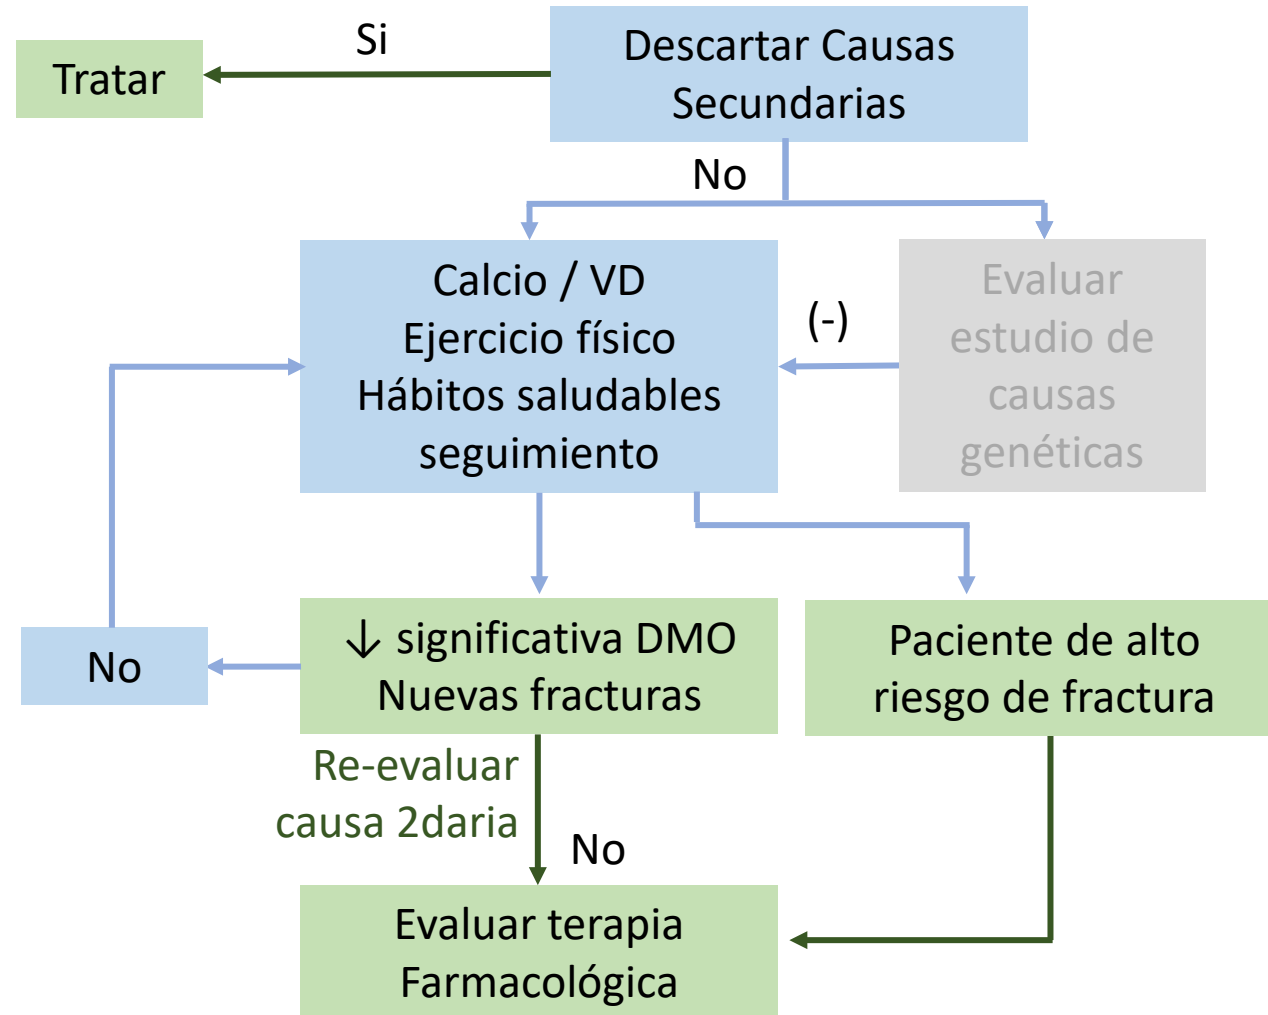 Si
Tratar
Descartar Causas
Secundarias
No
Calcio / VD
Ejercicio físico
Hábitos saludables
seguimiento
(-)
Evaluar
estudio de
causas
genéticas
No
↓ significativa DMO
Nuevas fracturas
Paciente de alto
riesgo de fractura
Re-evaluar
causa 2daria
No
Evaluar terapia
Farmacológica